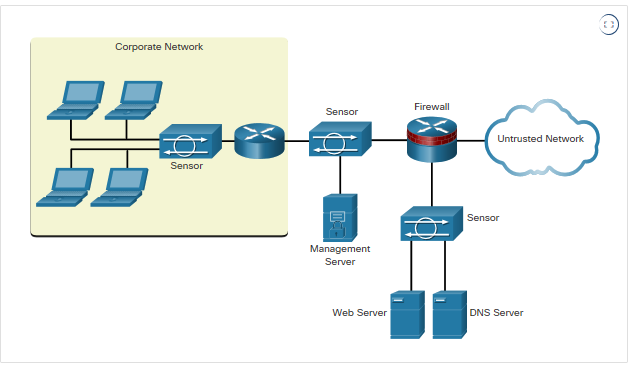 Corporate Network
Sensor
Sensor
Firewall
Untrusted Network
Management
Server
Sensor
Web Server
DNS Server